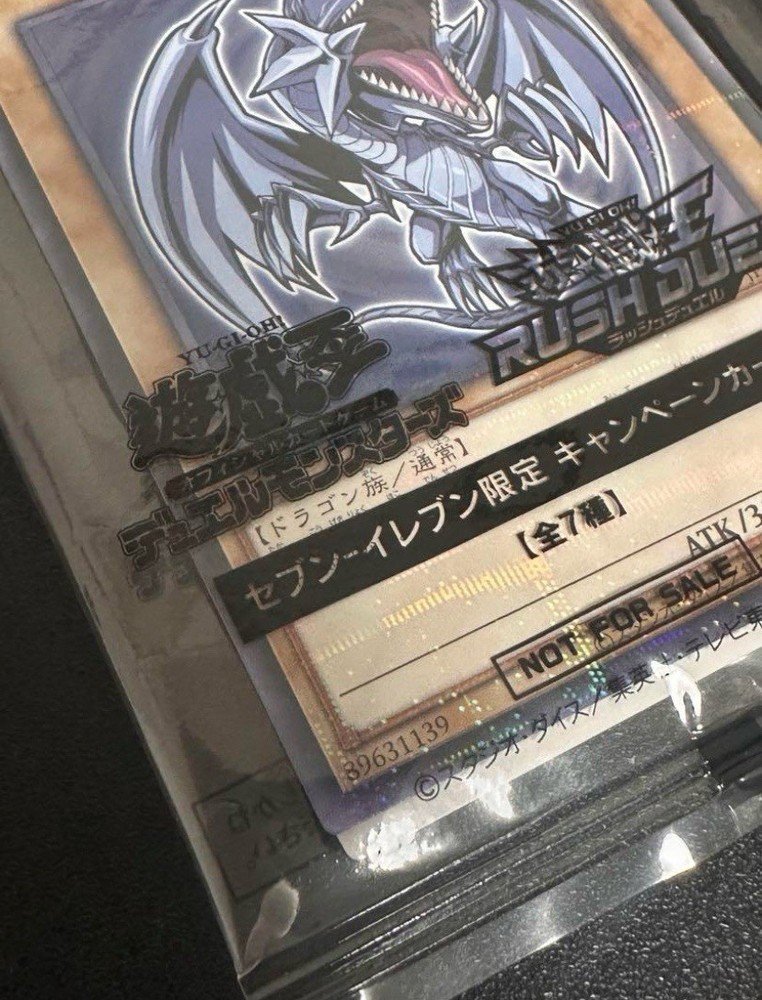 YU-GI-OH!
RUSH DUE
ラッシュデュエル
YU-GI-OH!
遊戯王
オフィシャルカードゲーム
デュエルモンスターズ
【ドラゴン族/通常】
セブン-イレブン限定 キャンペーンカー
【全7種】
ATK/3
NOT FOR SALE
89631139
©スタジオ・ダイス/集英社・テレビ東